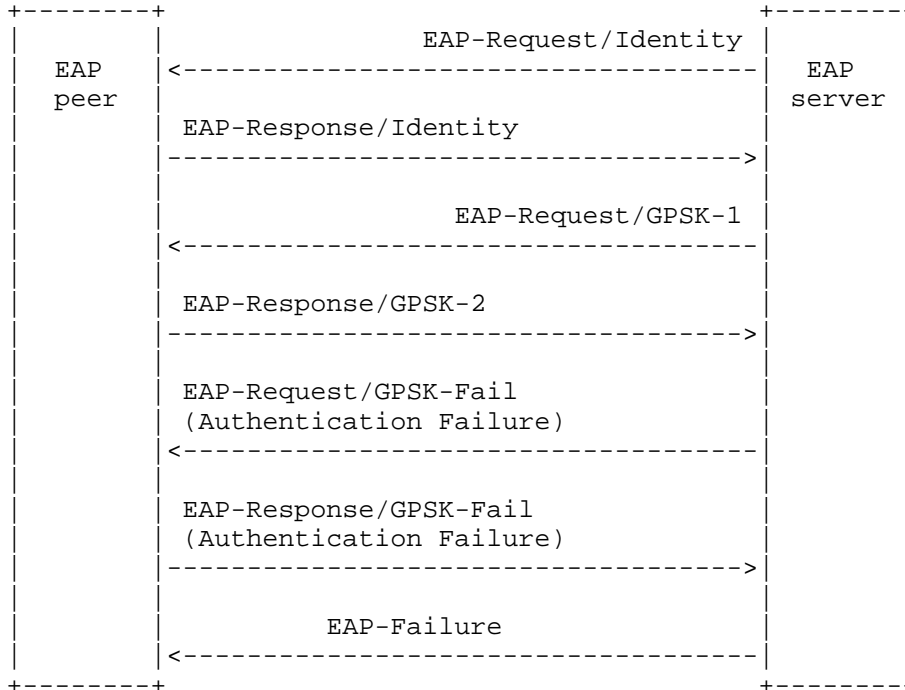 EAP-Request/Identity
EAP EAP
peer server
EAP-Response/Identity
EAP-Request/GPSK-1
EAP-Response/GPSK-2
EAP-Request/GPSK-Fail
(Authentication Failure)
EAP-Response/GPSK-Fail
(Authentication Failure)
EAP-Failure